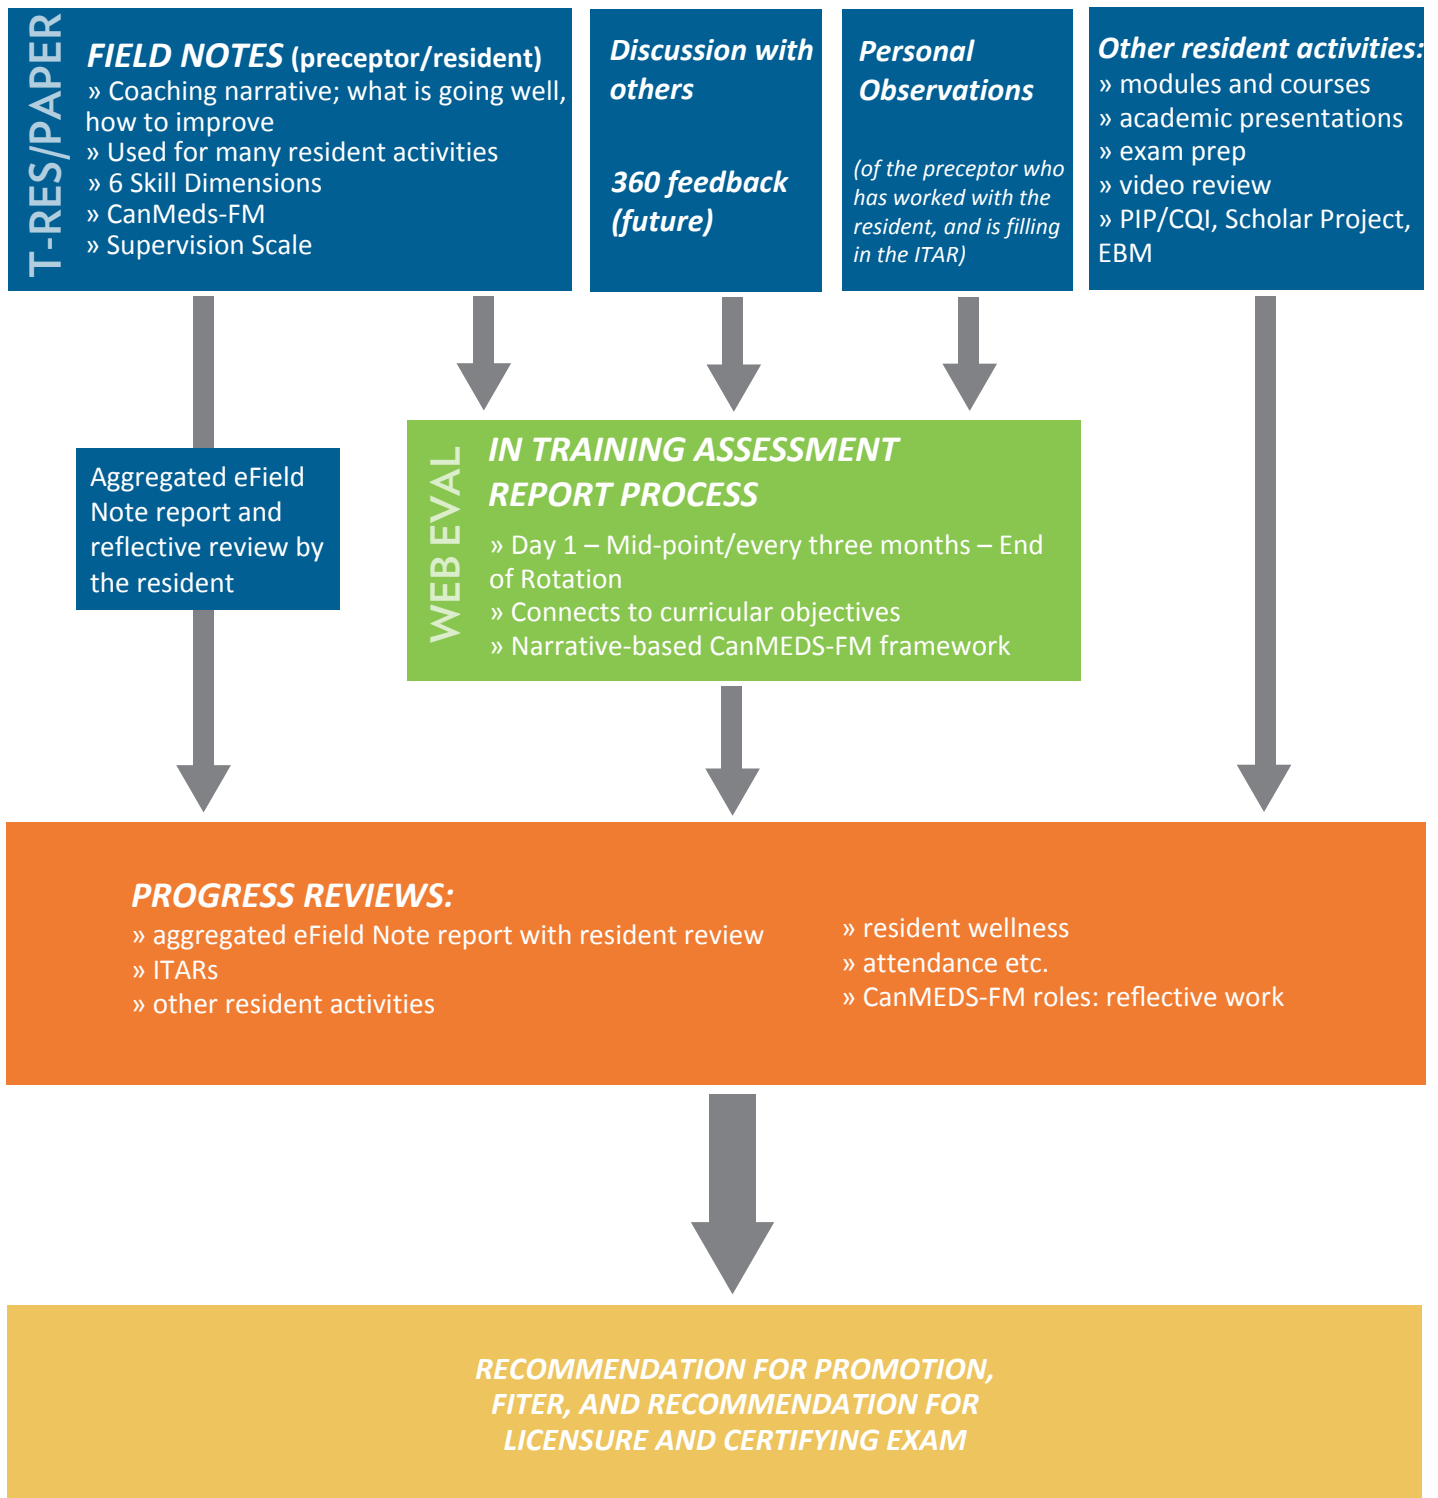 T-RES/PAPER
FIELD NOTES (preceptor/resident)
» Coaching narrative; what is going well,
how to improve
» Used for many resident activities
» 6 Skill Dimensions
» CanMeds-FM
» Supervision Scale
Discussion with
others
360 feedback
(future)
Personal
Observations
(of the preceptor who
has worked with the
resident, and is filling
in the ITAR)
Other resident activities:
» modules and courses
» academic presentations
» exam prep
» video review
» PIP/CQI, Scholar Project,
EBM
Aggregated eField
Note report and
reflective review by
the resident
WEB EVAL
IN TRAINING ASSESSMENT
REPORT PROCESS
» Day 1 – Mid-point/every three months – End
of Rotation
» Connects to curricular objectives
» Narrative-based CanMEDS-FM framework
PROGRESS REVIEWS:
» aggregated eField Note report with resident review
» ITARs
» other resident activities
» resident wellness
» attendance etc.
» CanMEDS-FM roles: reflective work
RECOMMENDATION FOR PROMOTION,
FITER, AND RECOMMENDATION FOR
LICENSURE AND CERTIFYING EXAM